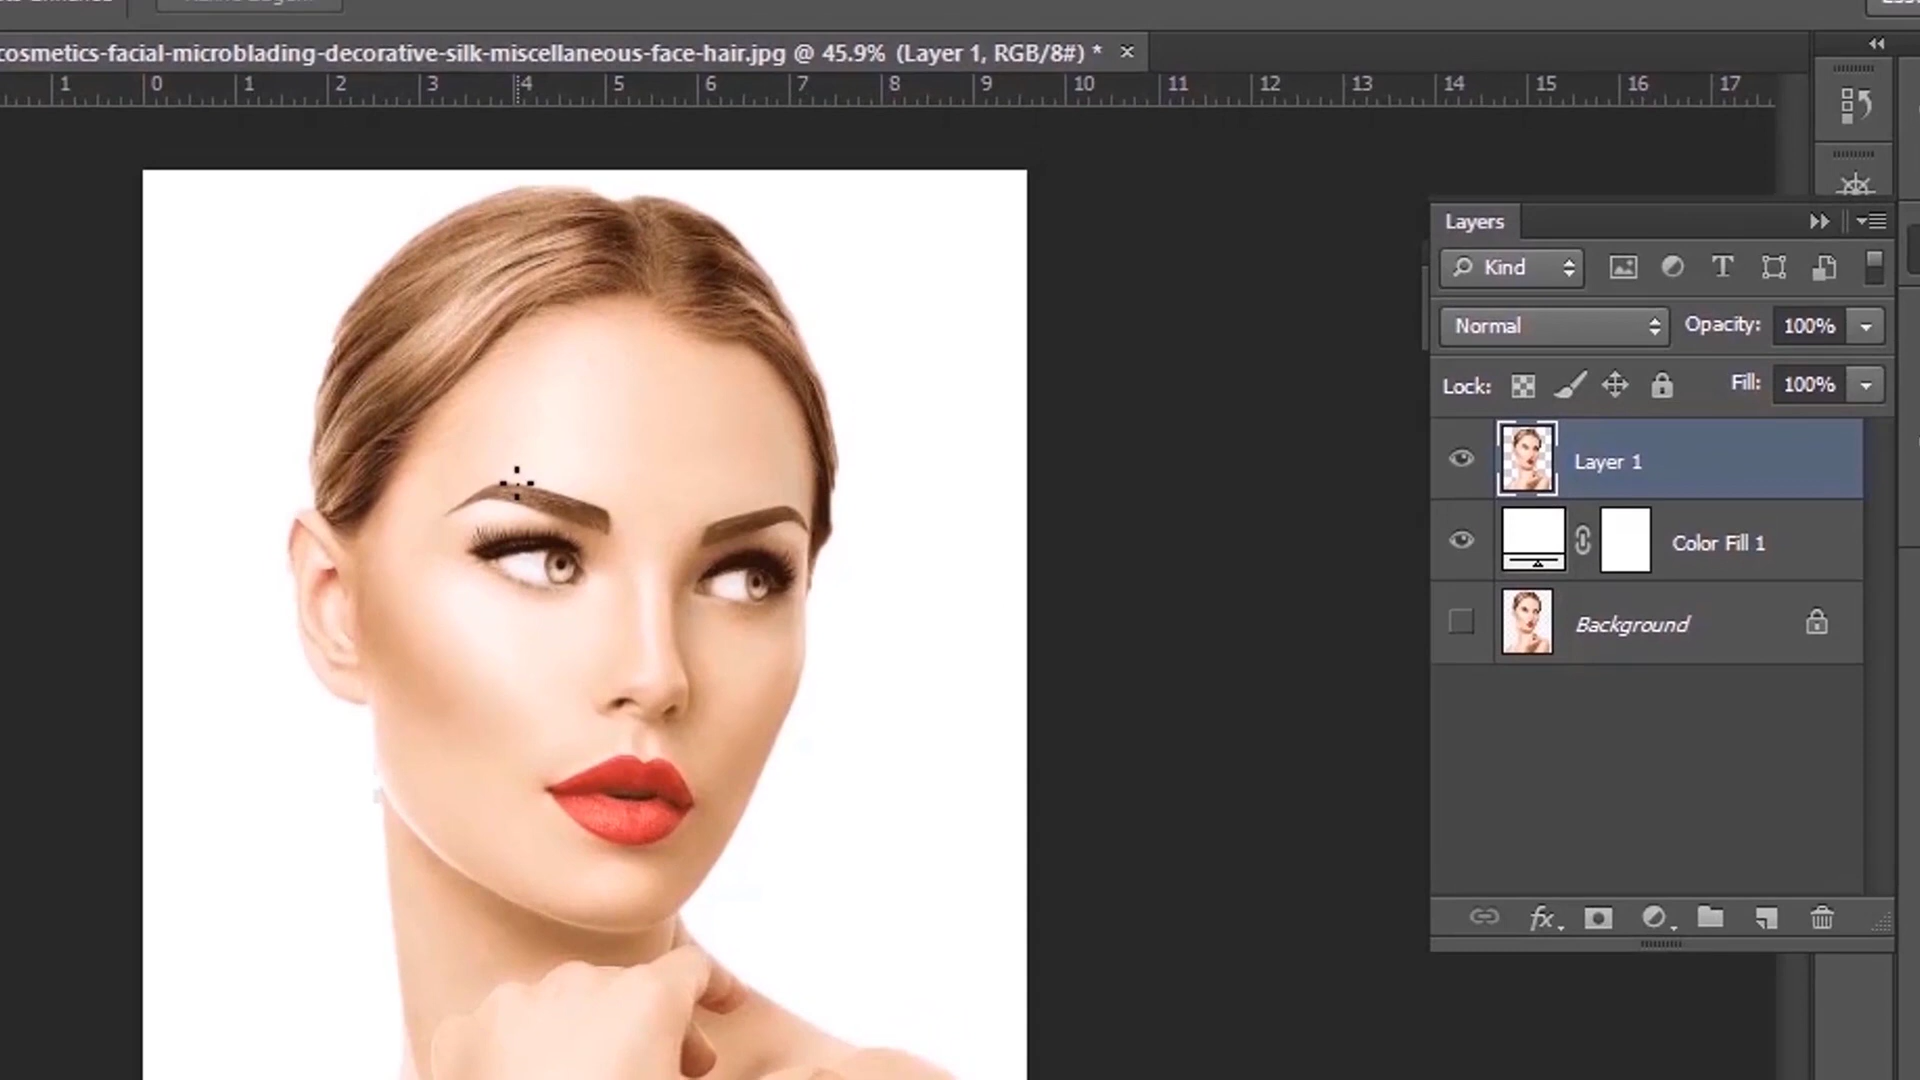 cosmetics-facial-microblading-decorative-silk-miscellaneous-face-hair.jpg @ 45.9% (Layer 1, RGB/8#) * ×
1 0 1 2 3 4 5 6 7 8 9 10 11 12 13 14 15 16 17
Layers
Kind
Normal Opacity: 100%
Lock: Fill: 100%
Layer 1
Color Fill 1
Background
fx